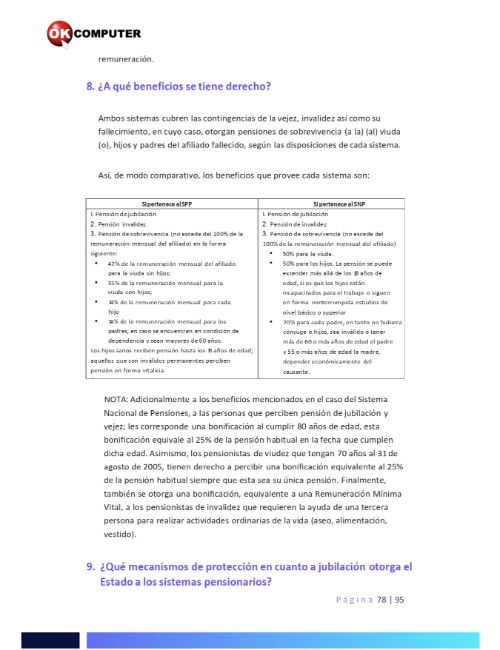 OK COMPUTER
remuneración.
8. ¿A qué beneficios se tiene derecho?
Ambos sistemas cubren las contingencias de la vejez, invalidez así como su
fallecimiento, en cuyo caso, otorgan pensiones de sobrevivencia (a la) (al) viuda
(o), hijos y padres del afiliado fallecido, según las disposiciones de cada sistema.
Así, de modo comparativo, los beneficios que provee cada sistema son:
Si pertenece al SPP
1. Pensión de jubilación
2. Pensión invalidez
3. Pensión de sobrevivencia (no excede del 100% de la
remuneración mensual del afiliado) en la forma
siguiente:
• 42% de la remuneración mensual del afiliado
para la viuda sin hijos;
• 35% de la remuneración mensual para la
viuda con hijos;
• 14% de la remuneración mensual para cada
hijo
• 14% de le remuneración mensual para los
padres, en caso se encuentren en condición de
dependencia y sean mayores de 60 años.
Los hijos sanos reciben pensión hasta los 18 años de edad;
aquellos que son inválidos permanentes perciben
pensión en forma vitalicia.
Si pertenece al SNP
1. Pensión de jubilación
2. Pensión de invalidez
3. Pensión de sobrevivencia (no excede del
100% de la remuneración mensual del afiliado)
• 50% para la viuda.
• 50% para los hijos. La pensión se puede
extender más allá de los 18 años de
edad, si es que los hijos están
incapacitados para el trabajo o siguen
en forma ininterrumpida estudios de
nivel básico o superior
• 20% para cada padre, en tanto no hubiera
cónyuge o hijos, sea inválido o tener
más de 60 o más años de edad el padre
y 55 o más años de edad la madre,
depender económicamente del
causante.
NOTA: Adicionalmente a los beneficios mencionados en el caso del Sistema
Nacional de Pensiones, a las personas que perciben pensión de jubilación y
vejez; les corresponde una bonificación al cumplir 80 años de edad, esta
bonificación equivale al 25% de la pensión habitual en la fecha que cumplen
dicha edad. Asimismo, los pensionistas de viudez que tengan 70 años al 31 de
agosto de 2005, tienen derecho a percibir una bonificación equivalente al 25%
de la pensión habitual siempre que esta sea su única pensión. Finalmente,
también se otorga una bonificación, equivalente a una Remuneración Mínima
Vital, a los pensionistas de invalidez que requieren la ayuda de una tercera
persona para realizar actividades ordinarias de la vida (aseo, alimentación,
vestido).
9. ¿Qué mecanismos de protección en cuanto a jubilación otorga el
Estado a los sistemas pensionarios?
Página 78 | 95